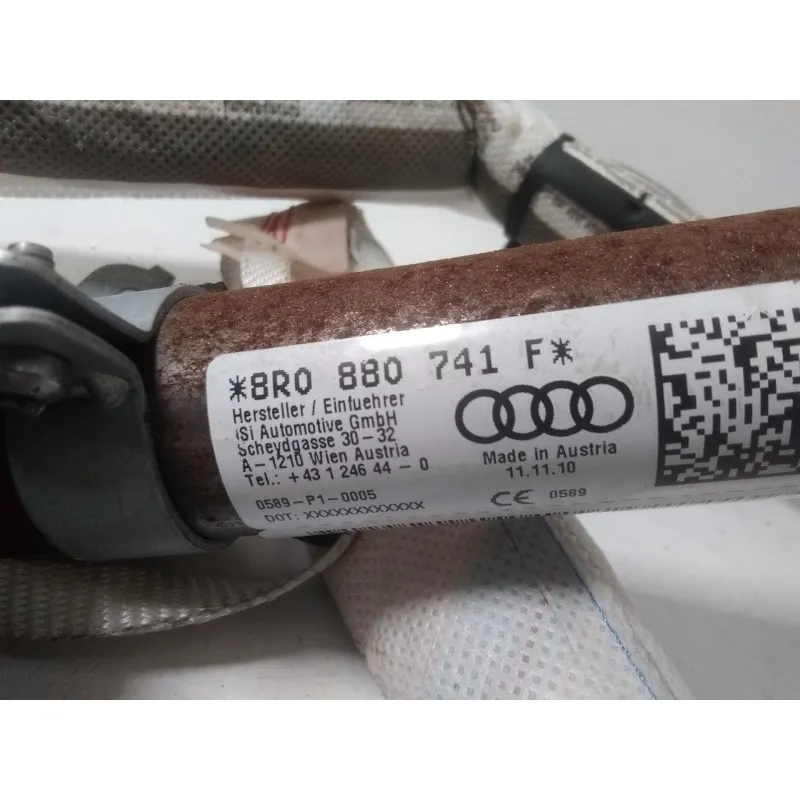 *8R0 880 741 F*
Hersteller / Einfuehrer
iSi Automotive GmbH
Scheydgasse 30-32
A-1210 Wien Austria
Tel.: +43 1 246 44 - 0
0589-P1-0005
DOT: XXXXXXXXXXXX
Made in Austria
11.11.10
CE 0589